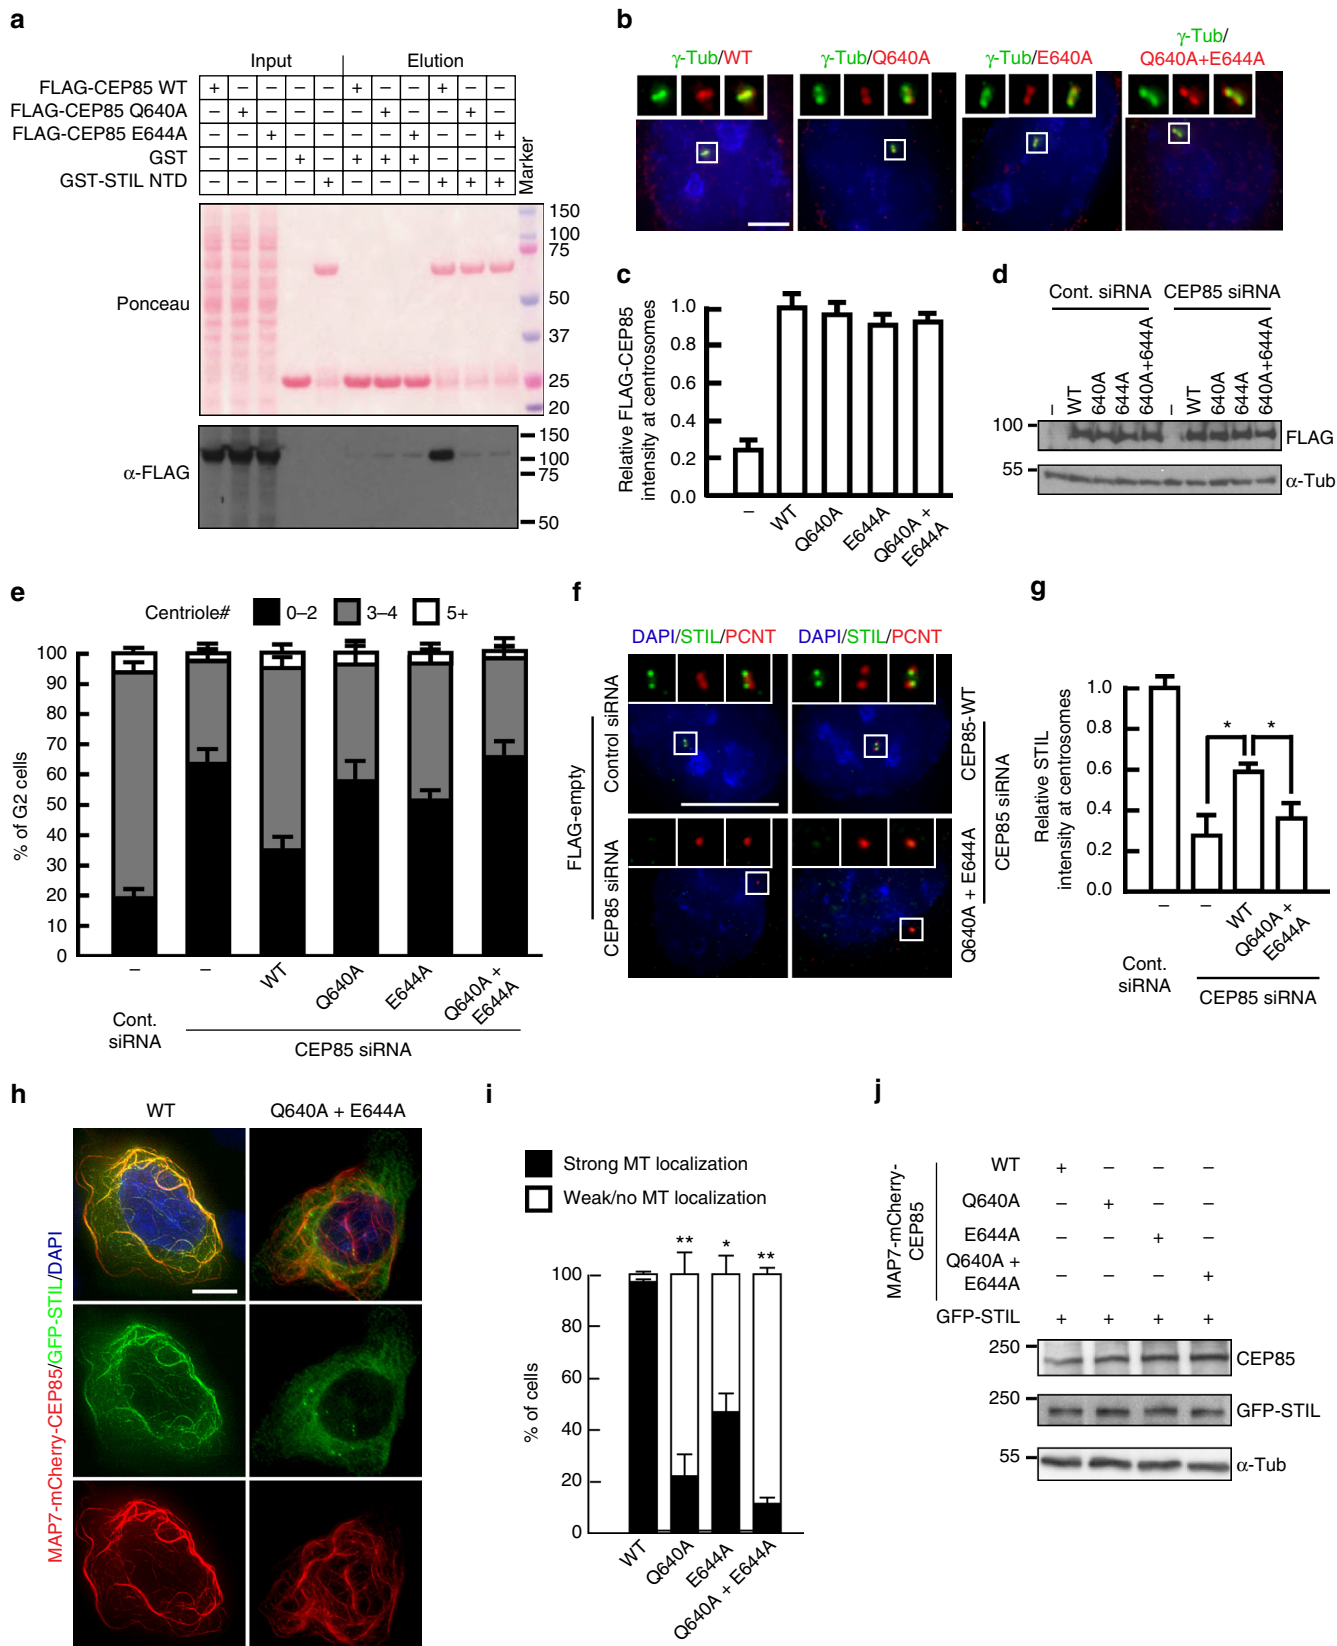 a
Input Elution
FLAG-CEP85 WT + – – – – + – – + – –
FLAG-CEP85 Q640A – + – – – – + – – + –
FLAG-CEP85 E644A – – + – – – – + – – +
GST – – – + – + + + – – –
GST-STIL NTD – – – – + – – – + + +
Marker
Ponceau
150
100
75
50
37
25
20
α-FLAG
150
100
75
50
b
γ-Tub/WT
γ-Tub/Q640A
γ-Tub/E640A
γ-Tub/
Q640A+E644A
c
Relative FLAG-CEP85
intensity at centrosomes
1.0
0.8
0.6
0.4
0.2
0.0
–
WT
Q640A
E644A
Q640A +
E644A
d
Cont. siRNA CEP85 siRNA
– WT 640A 644A 640A+644A – WT 640A 644A 640A+644A
100
FLAG
55
α-Tub
e
Centriole# 0–2 3–4 5+
% of G2 cells
100
90
80
70
60
50
40
30
20
10
0
–
–
WT
Q640A
E644A
Q640A +
E644A
Cont.
siRNA
CEP85 siRNA
f
DAPI/STIL/PCNT DAPI/STIL/PCNT
FLAG-empty
Control siRNA
CEP85 siRNA
CEP85-WT
Q640A + E644A
CEP85 siRNA
g
Relative STIL
intensity at centrosomes
1.0
0.8
0.6
0.4
0.2
0.0
* *
–
–
WT
Q640A +
E644A
Cont.
siRNA
CEP85 siRNA
h
WT Q640A + E644A
MAP7-mCherry-CEP85/GFP-STIL/DAPI
i
Strong MT localization
Weak/no MT localization
% of cells
100
80
60
40
20
0
** * **
WT
Q640A
E644A
Q640A + E644A
j
MAP7-mCherry-
CEP85
WT + – – –
Q640A – + – –
E644A – – + –
Q640A +
E644A – – – +
GFP-STIL + + + +
250
CEP85
250
GFP-STIL
55
α-Tub